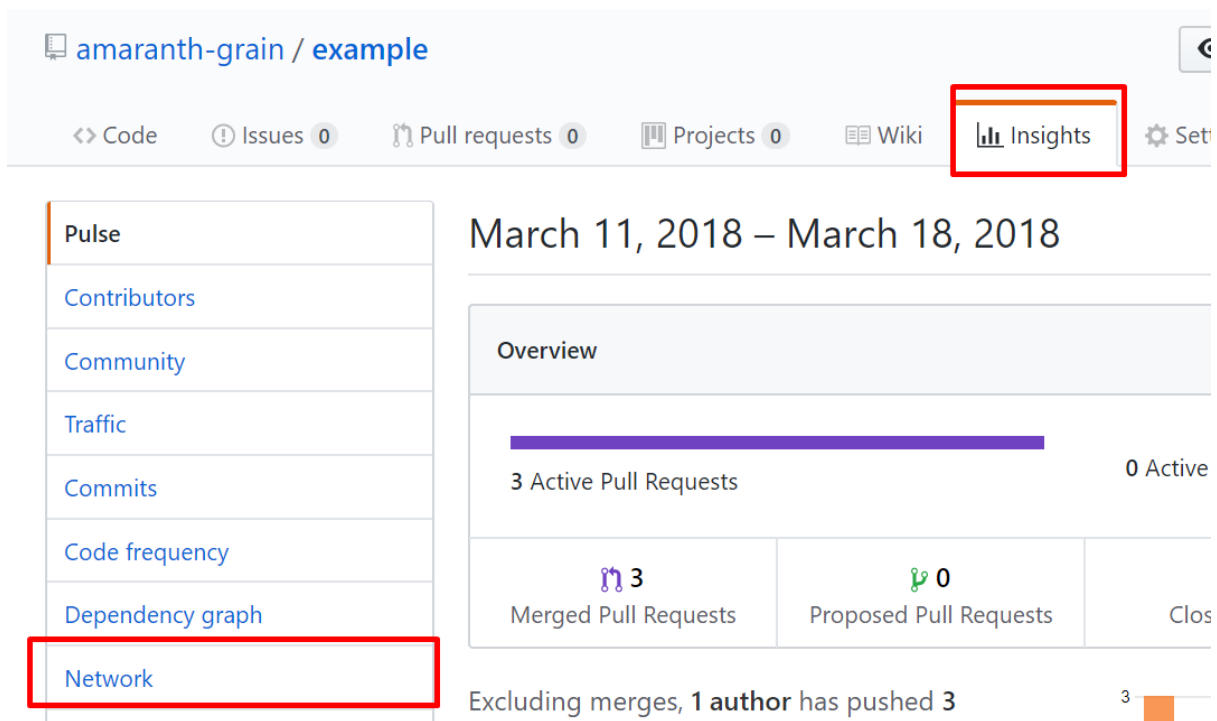 amaranth-grain / example
Code Issues 0 Pull requests 0 Projects 0 Wiki Insights
Pulse
Contributors
Community
Traffic
Commits
Code frequency
Dependency graph
Network
March 11, 2018 – March 18, 2018
Overview
3 Active Pull Requests
0 Active
3
Merged Pull Requests
0
Proposed Pull Requests
Excluding merges, 1 author has pushed 3
3